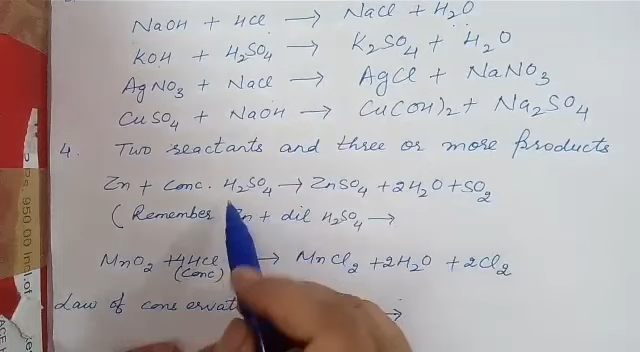 NaOH + HCl → NaCl + H₂O
KOH + H₂SO₄ → K₂SO₄ + H₂O
AgNO₃ + NaCl → AgCl + NaNO₃
CuSO₄ + NaOH → Cu(OH)₂ + Na₂SO₄
4. Two reactants and three or more products
Zn + Conc. H₂SO₄ → ZnSO₄ + 2H₂O + SO₂
(Remember + dil H₂SO₄ →
MnO₂ + 4HCl → MnCl₂ + 2H₂O + 2Cl₂
(Conc)
Law of →
950.00